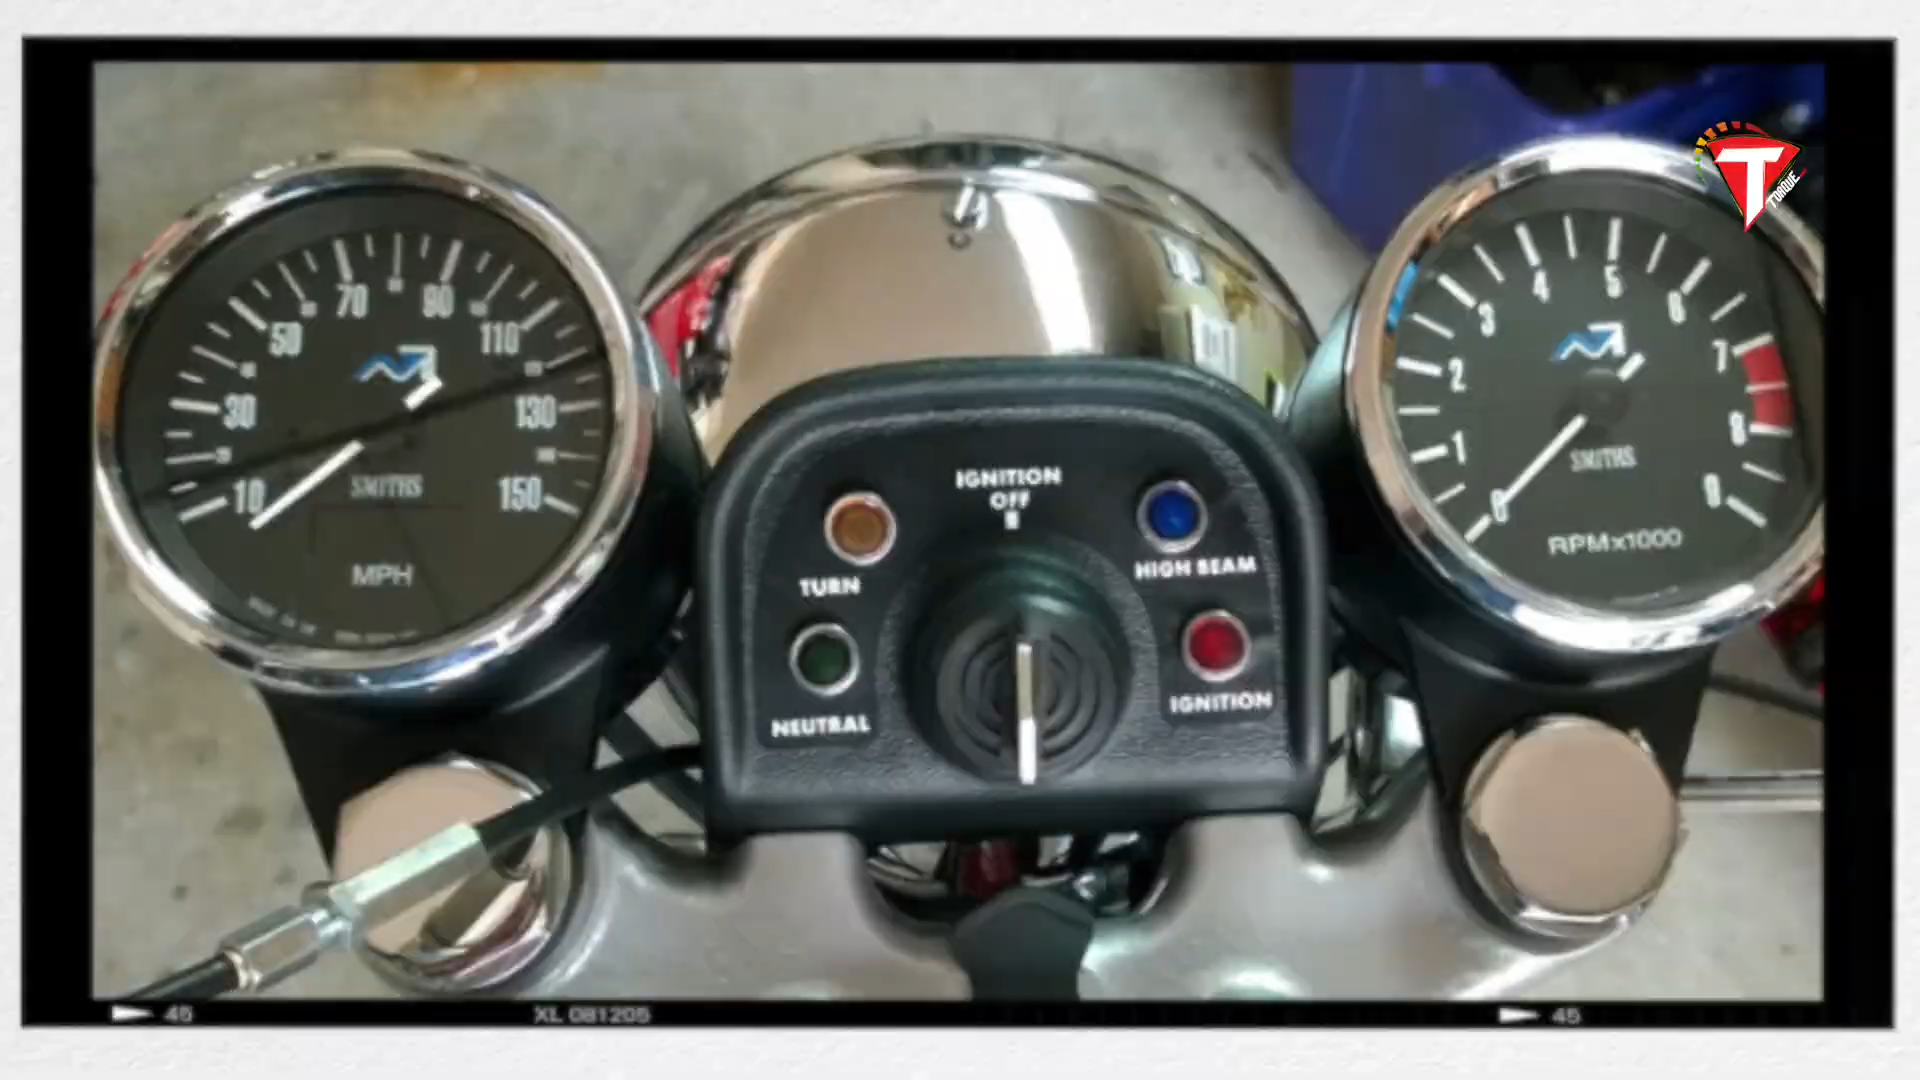 10
30
50
70
90
110
130
150
SMITHS
MPH
IGNITION
OFF
TURN
HIGH BEAM
NEUTRAL
IGNITION
0
1
2
3
4
5
6
7
8
9
SMITHS
RPMx1000
T
TORQUE
45
XL 081205
45